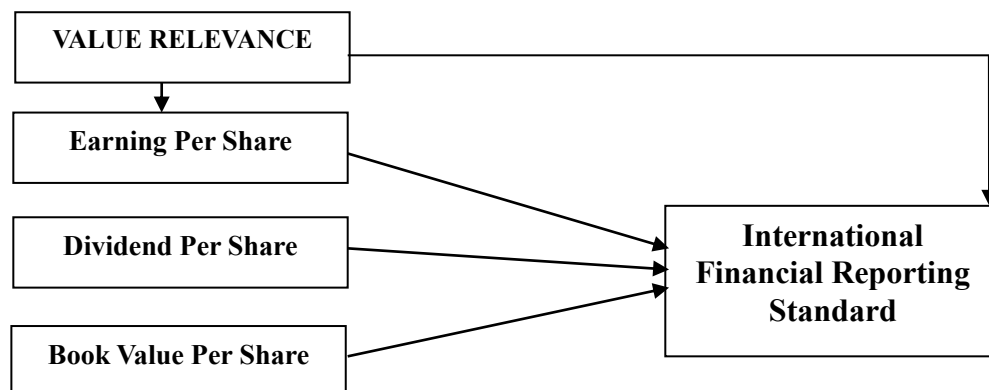 VALUE RELEVANCE
Earning Per Share
Dividend Per Share
Book Value Per Share
International
Financial Reporting
Standard